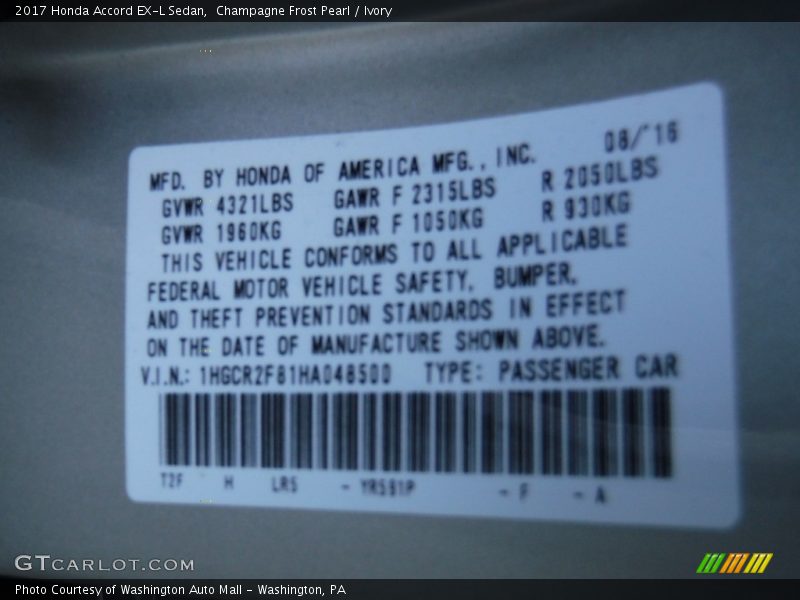 2017 Honda Accord EX-L Sedan, Champagne Frost Pearl / Ivory
MFD. BY HONDA OF AMERICA MFG., INC. 08/'16
GVWR 4321LBS GAWR F 2315LBS R 2050LBS
GVWR 1960KG GAWR F 1050KG R 930KG
THIS VEHICLE CONFORMS TO ALL APPLICABLE
FEDERAL MOTOR VEHICLE SAFETY, BUMPER,
AND THEFT PREVENTION STANDARDS IN EFFECT
ON THE DATE OF MANUFACTURE SHOWN ABOVE.
V.I.N.: 1HGCR2F81HA048500 TYPE: PASSENGER CAR
T2F H LRS - YR591P - F - A
GTCARLOT.COM
Photo Courtesy of Washington Auto Mall - Washington, PA